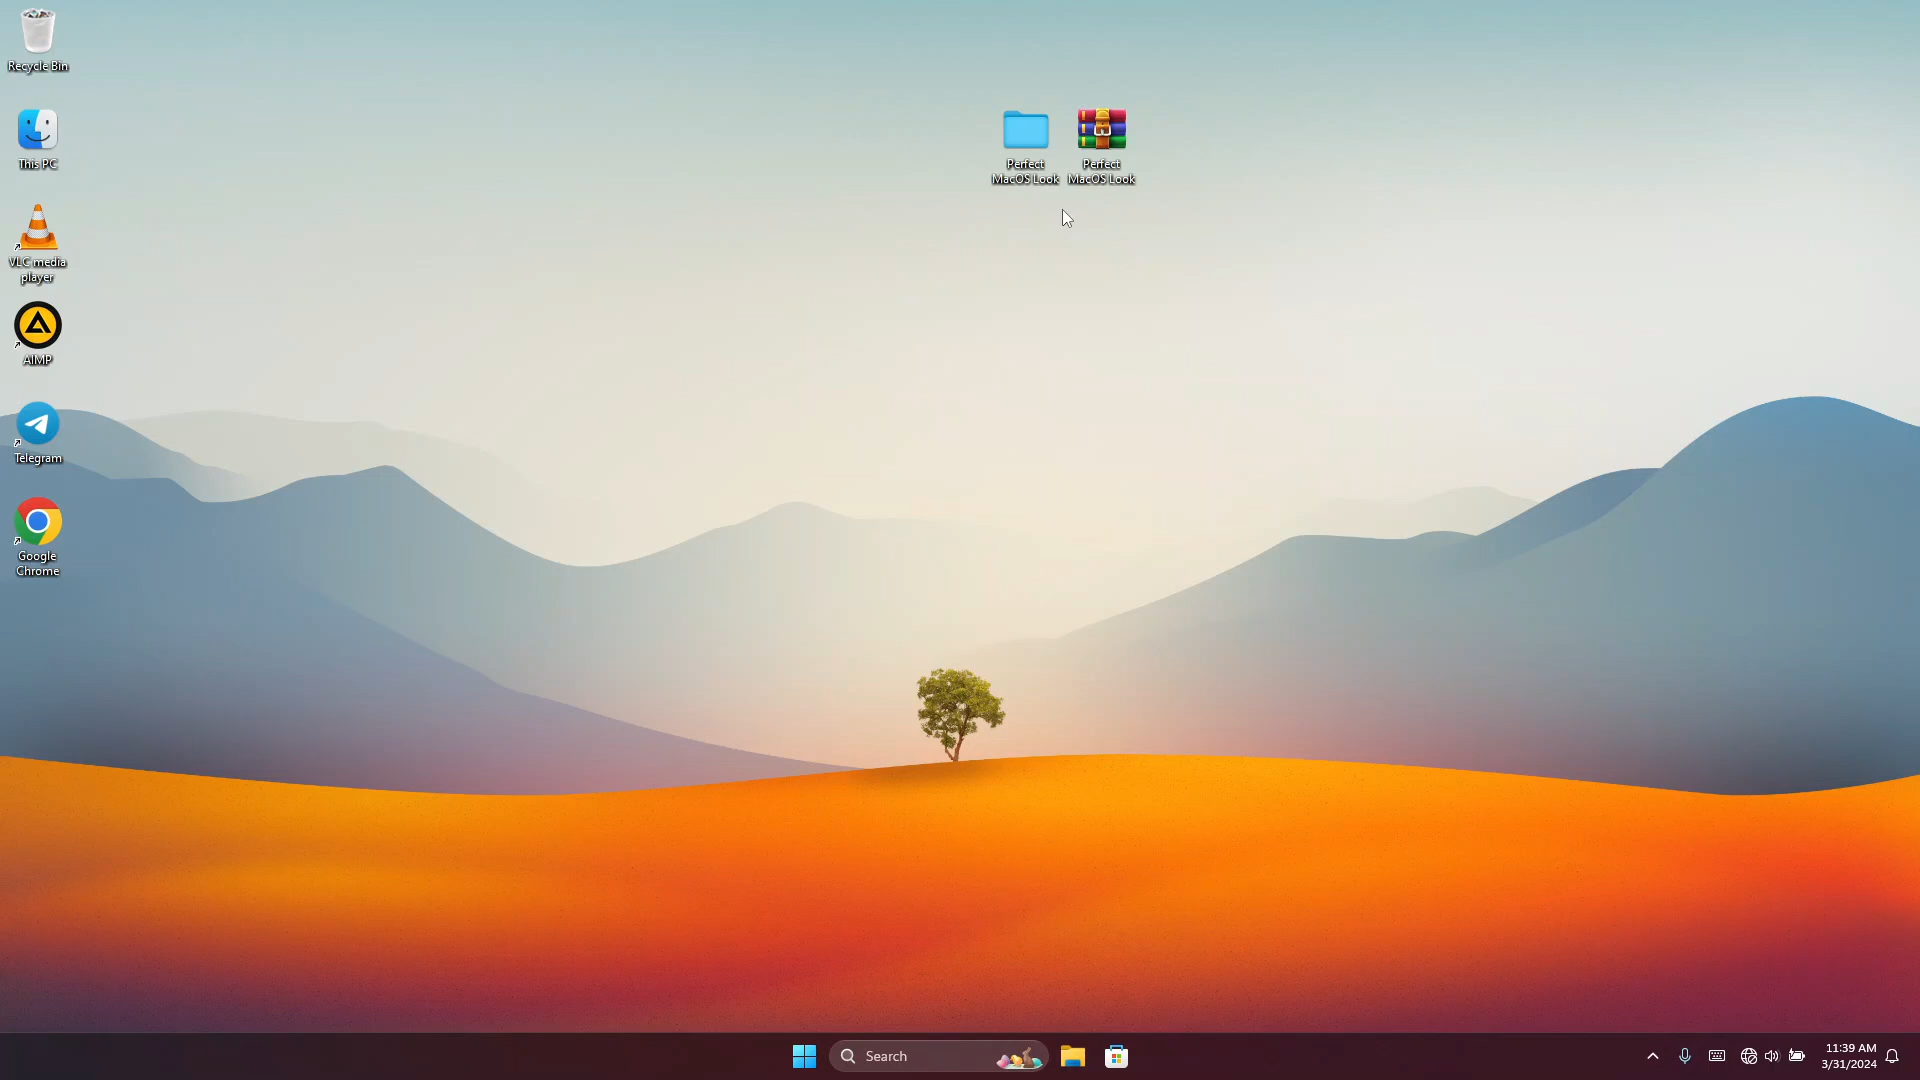 Recycle Bin
This PC
VLC media
player
AIMP
Telegram
Google
Chrome
Perfect
MacOS Look
Perfect
MacOS Look
Search
11:39 AM
3/31/2024